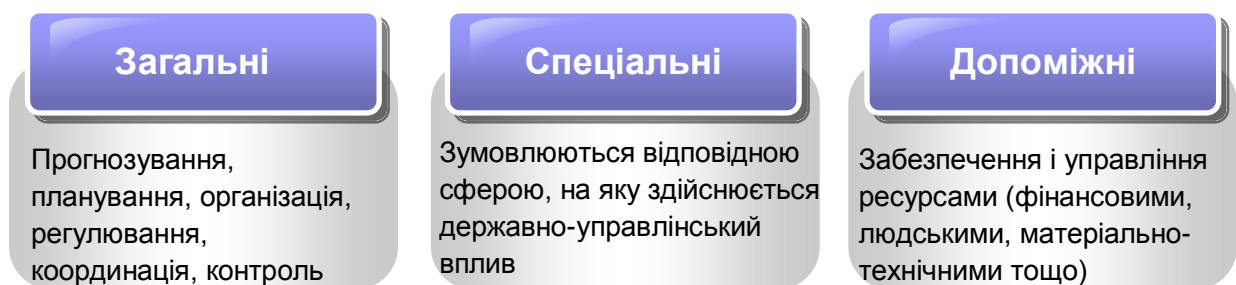 Загальні
Прогнозування,
планування, організація,
регулювання,
координація, контроль
Спеціальні
Зумовлюються відповідною
сферою, на яку здійснюється
державно-управлінський
вплив
Допоміжні
Забезпечення і управління
ресурсами (фінансовими,
людськими, матеріально-
технічними тощо)